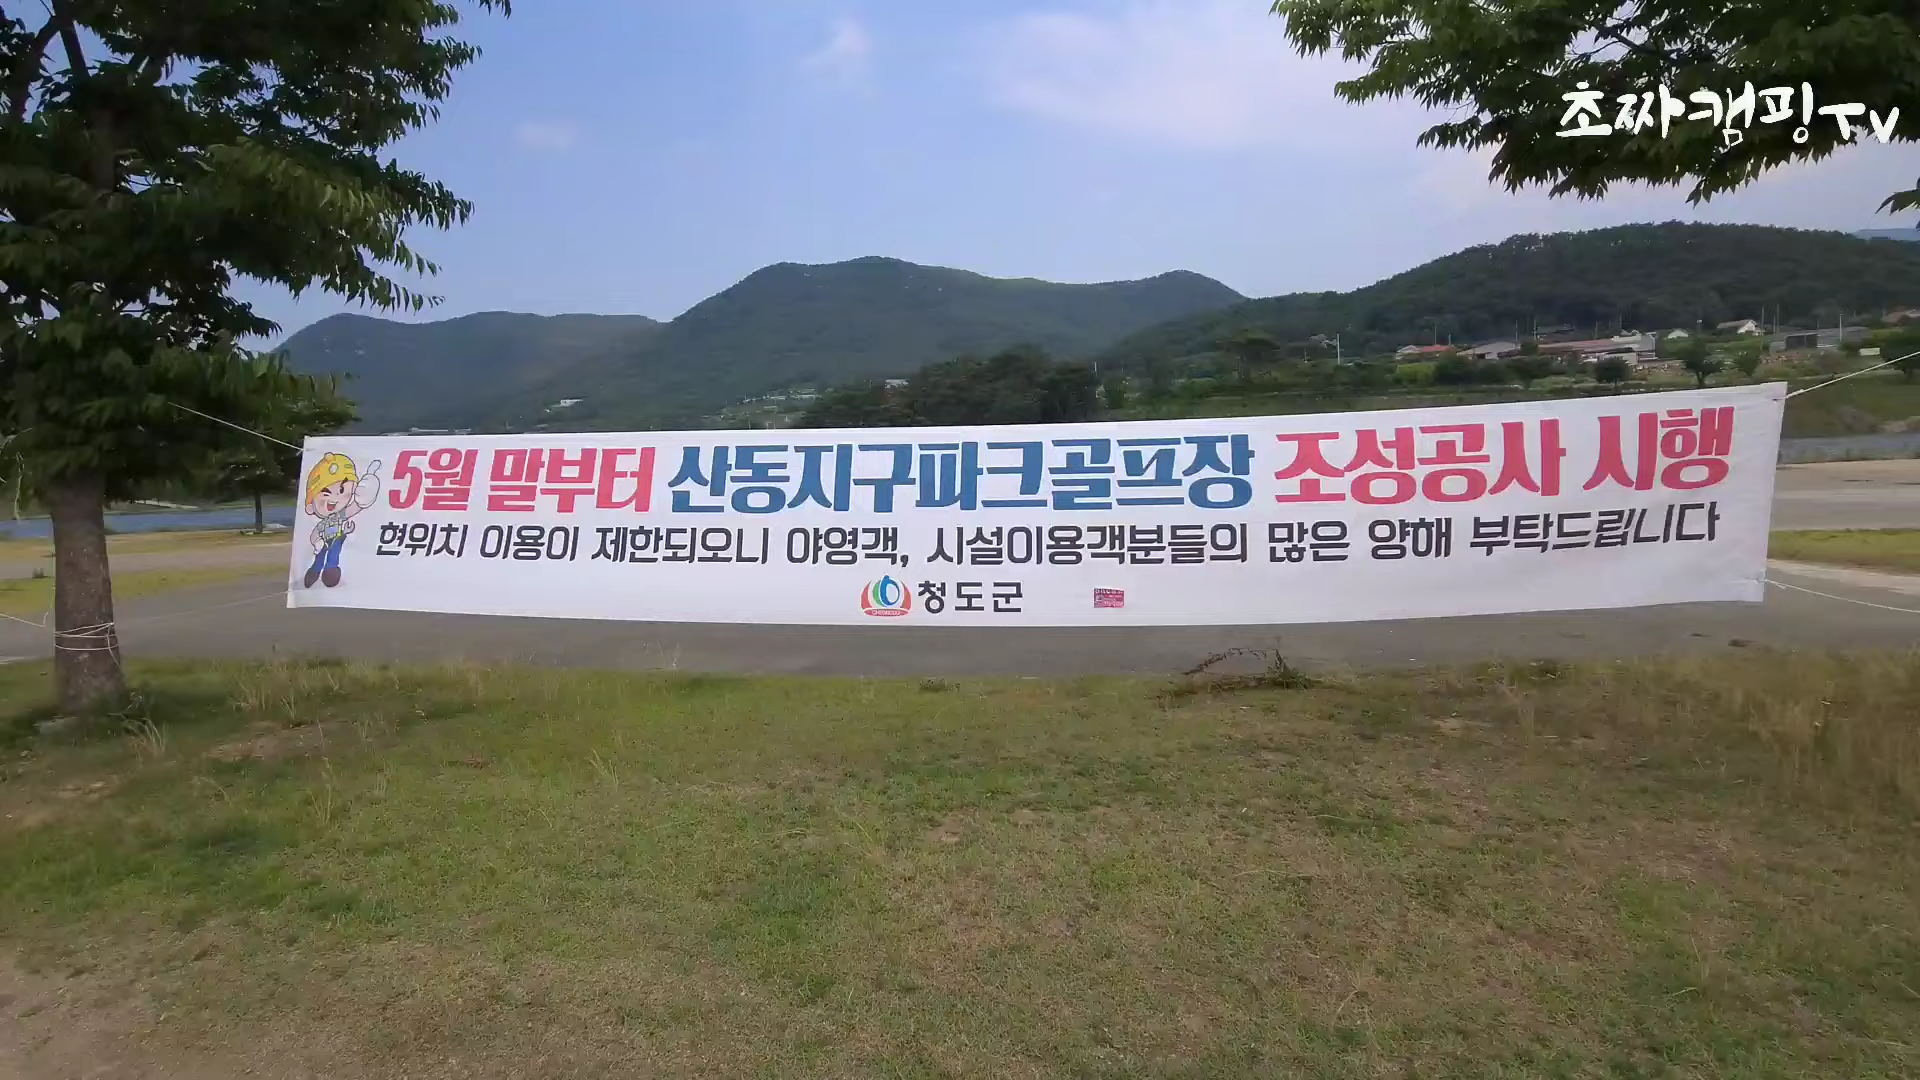 초짜캠핑Tv
5월 말부터 산동지구파크골프장 조성공사 시행
현위치 이용이 제한되오니 야영객, 시설이용객분들의 많은 양해 부탁드립니다
청도군